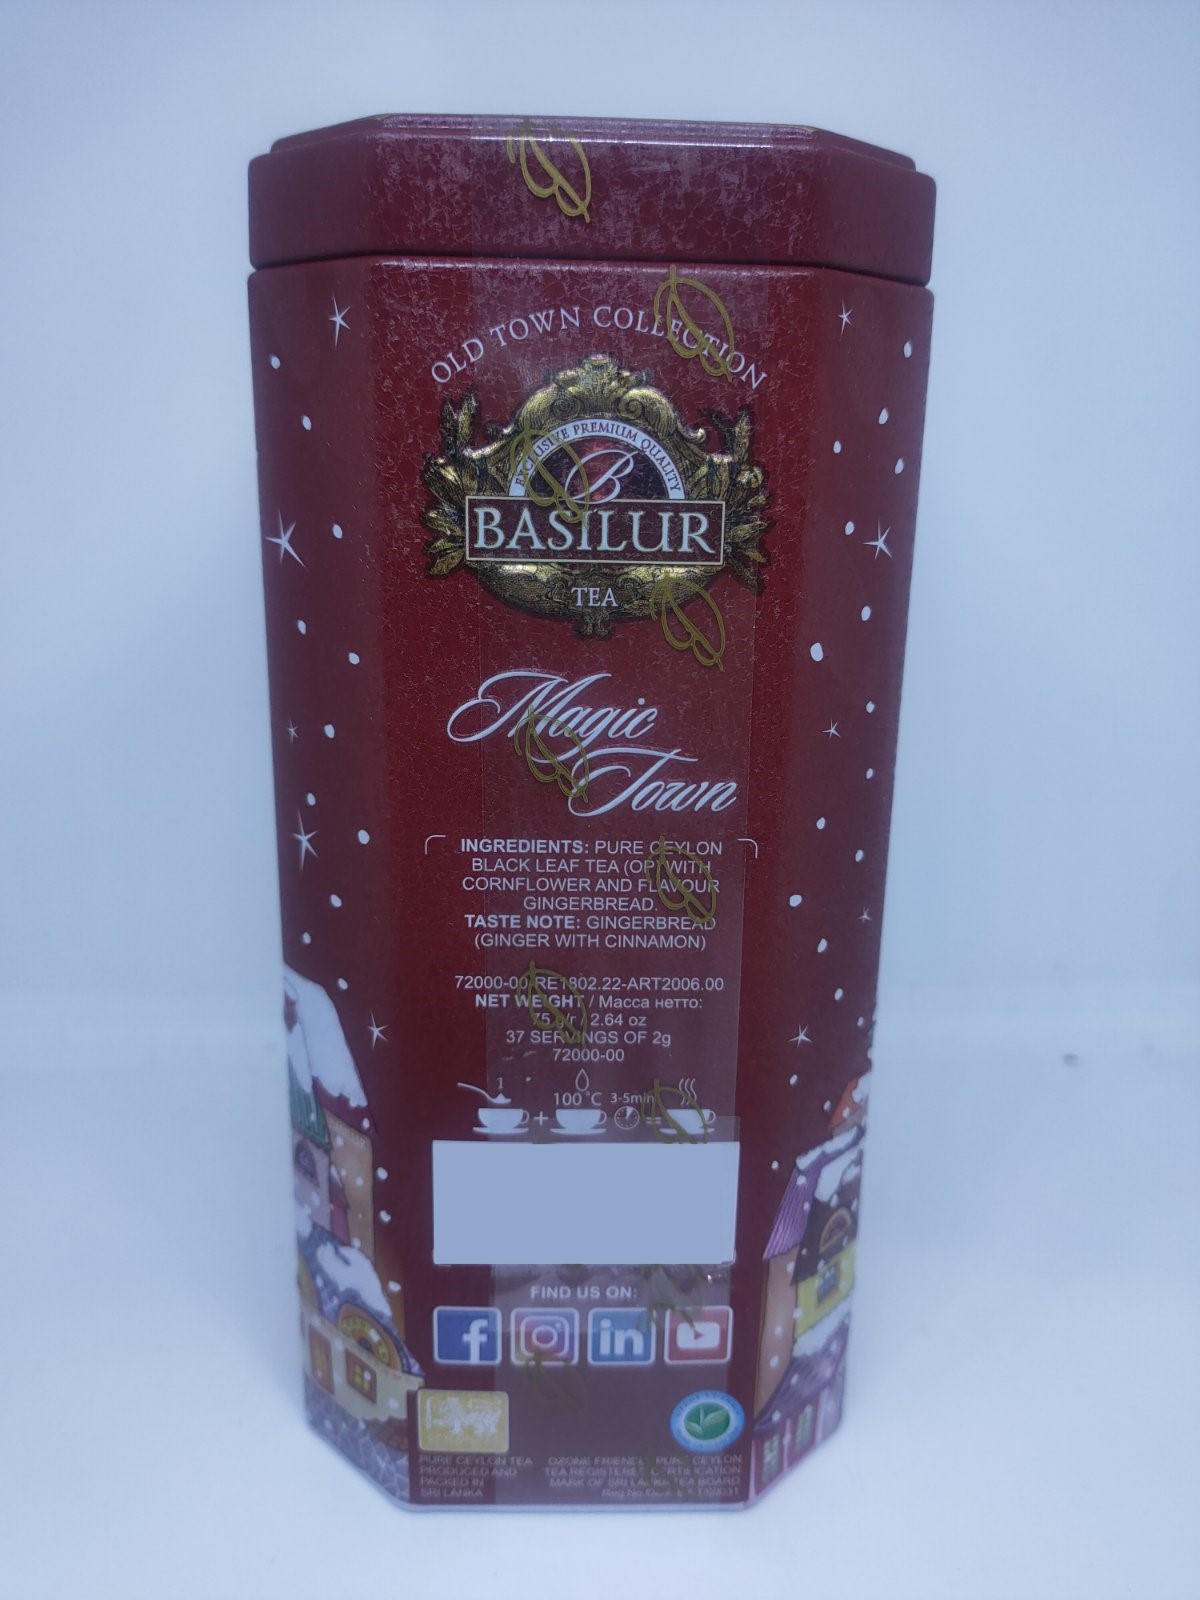 OLD TOWN COLLECTION
EXCLUSIVE PREMIUM QUALITY
B
BASILUR
TEA
Magic
Town
INGREDIENTS: PURE CEYLON
BLACK LEAF TEA (OP) WITH
CORNFLOWER AND FLAVOUR
GINGERBREAD.
TASTE NOTE: GINGERBREAD
(GINGER WITH CINNAMON)
72000-00 RE1802.22-ART2006.00
NET WEIGHT / Масса нетто:
75 g/г / 2.64 oz
37 SERVINGS OF 2g
72000-00
1
100°C 3-5min
+ =
FIND US ON:
f in
PURE CEYLON TEA
PRODUCED AND
PACKED IN
SRI LANKA
OZONE FRIENDLY PURE CEYLON
TEA REGISTERED CERTIFICATION
MARK OF SRI LANKA TEA BOARD
Reg No.